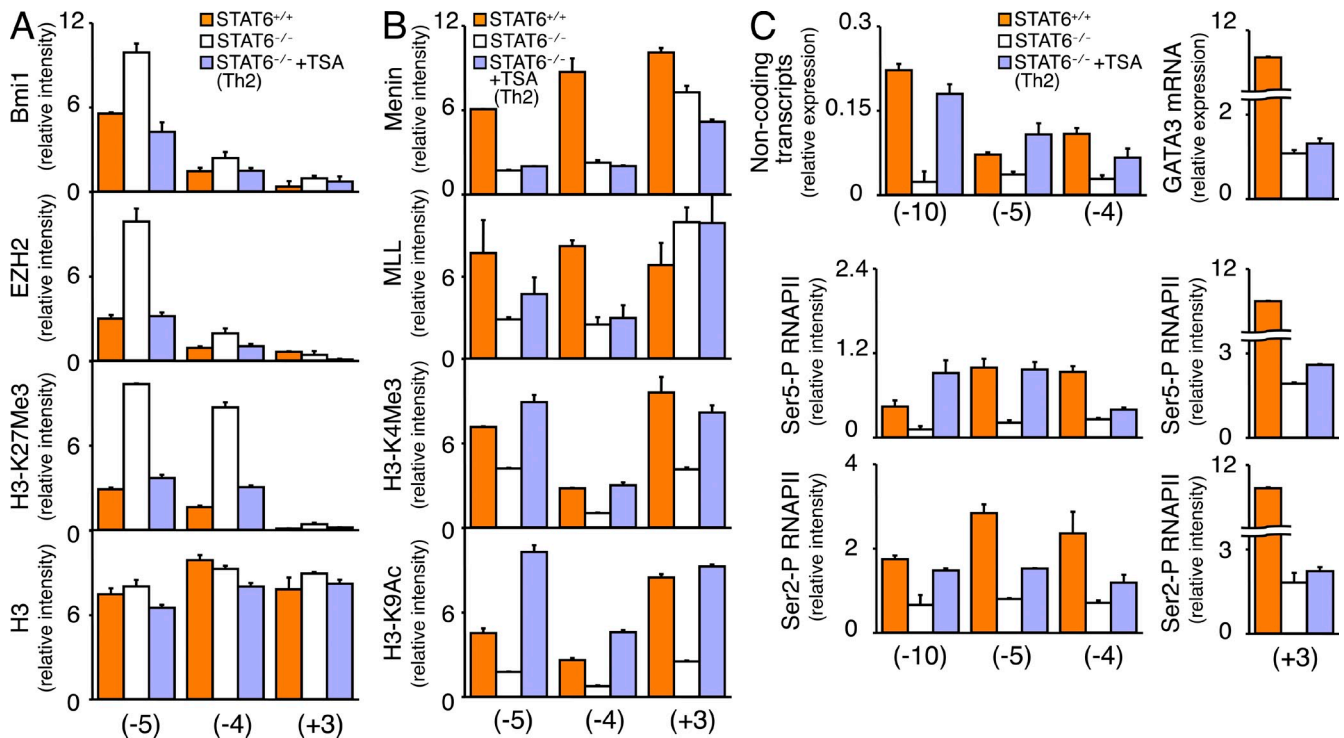 A
Bmi1
(relative intensity)
12
6
0
STAT6+/+
STAT6-/-
STAT6-/- +TSA
(Th2)
EZH2
(relative intensity)
6
0
H3-K27Me3
(relative intensity)
6
0
H3
(relative intensity)
6
0
(-5) (-4) (+3)
B
Menin
(relative intensity)
12
6
0
STAT6+/+
STAT6-/-
STAT6-/-
+TSA
(Th2)
MLL
(relative intensity)
6
0
H3-K4Me3
(relative intensity)
6
0
H3-K9Ac
(relative intensity)
6
0
(-5) (-4) (+3)
C
Non-coding
transcripts
(relative expression)
0.3
0.15
0
STAT6+/+
STAT6-/-
STAT6-/- +TSA
(Th2)
(-10) (-5) (-4)
GATA3 mRNA
(relative expression)
12
2
0
Ser5-P RNAPII
(relative intensity)
2.4
1.2
0
Ser5-P RNAPII
(relative intensity)
12
3
0
Ser2-P RNAPII
(relative intensity)
4
2
0
(-10) (-5) (-4)
Ser2-P RNAPII
(relative intensity)
12
3
0
(+3)